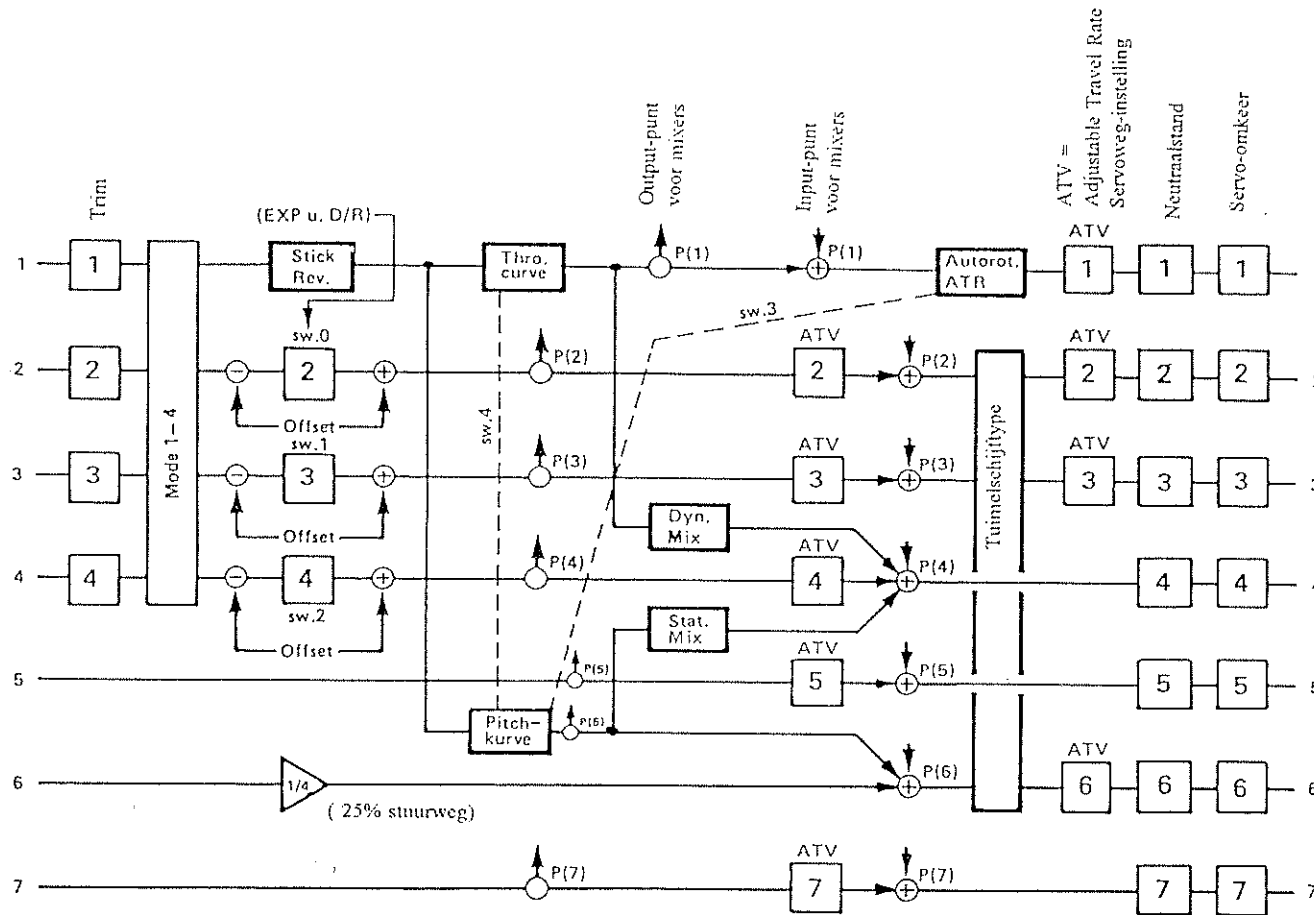 Trim
Output-punt
voor mixers
Input-punt
voor mixers
ATV =
Adjustable Travel Rate
Servoweg-instelling
Neutraalstand
Servo-omkeer
(EXP u. D/R)
1
1
Mode 1–4
Stick
Rev.
Thro.
curve
P(1)
P(1)
Autorot.
ATR
ATV
1
1
1
sw.3
sw.0
2
2
−
2
+
Offset
P(2)
ATV
2
+
P(2)
Tuimelschijftype
ATV
2
2
2
sw.4
sw.1
3
3
−
3
+
Offset
P(3)
ATV
3
+
P(3)
ATV
3
3
3
3
Dyn.
Mix
4
4
−
4
+
sw.2
Offset
P(4)
ATV
4
+
P(4)
4
4
Stat.
Mix
5
P(5)
ATV
5
+
P(5)
5
5
5
Pitch–
kurve
P(6)
6
1/4
( 25% stuurweg)
+
P(6)
ATV
6
6
6
6
7
P(7)
ATV
7
+
P(7)
7
7
7